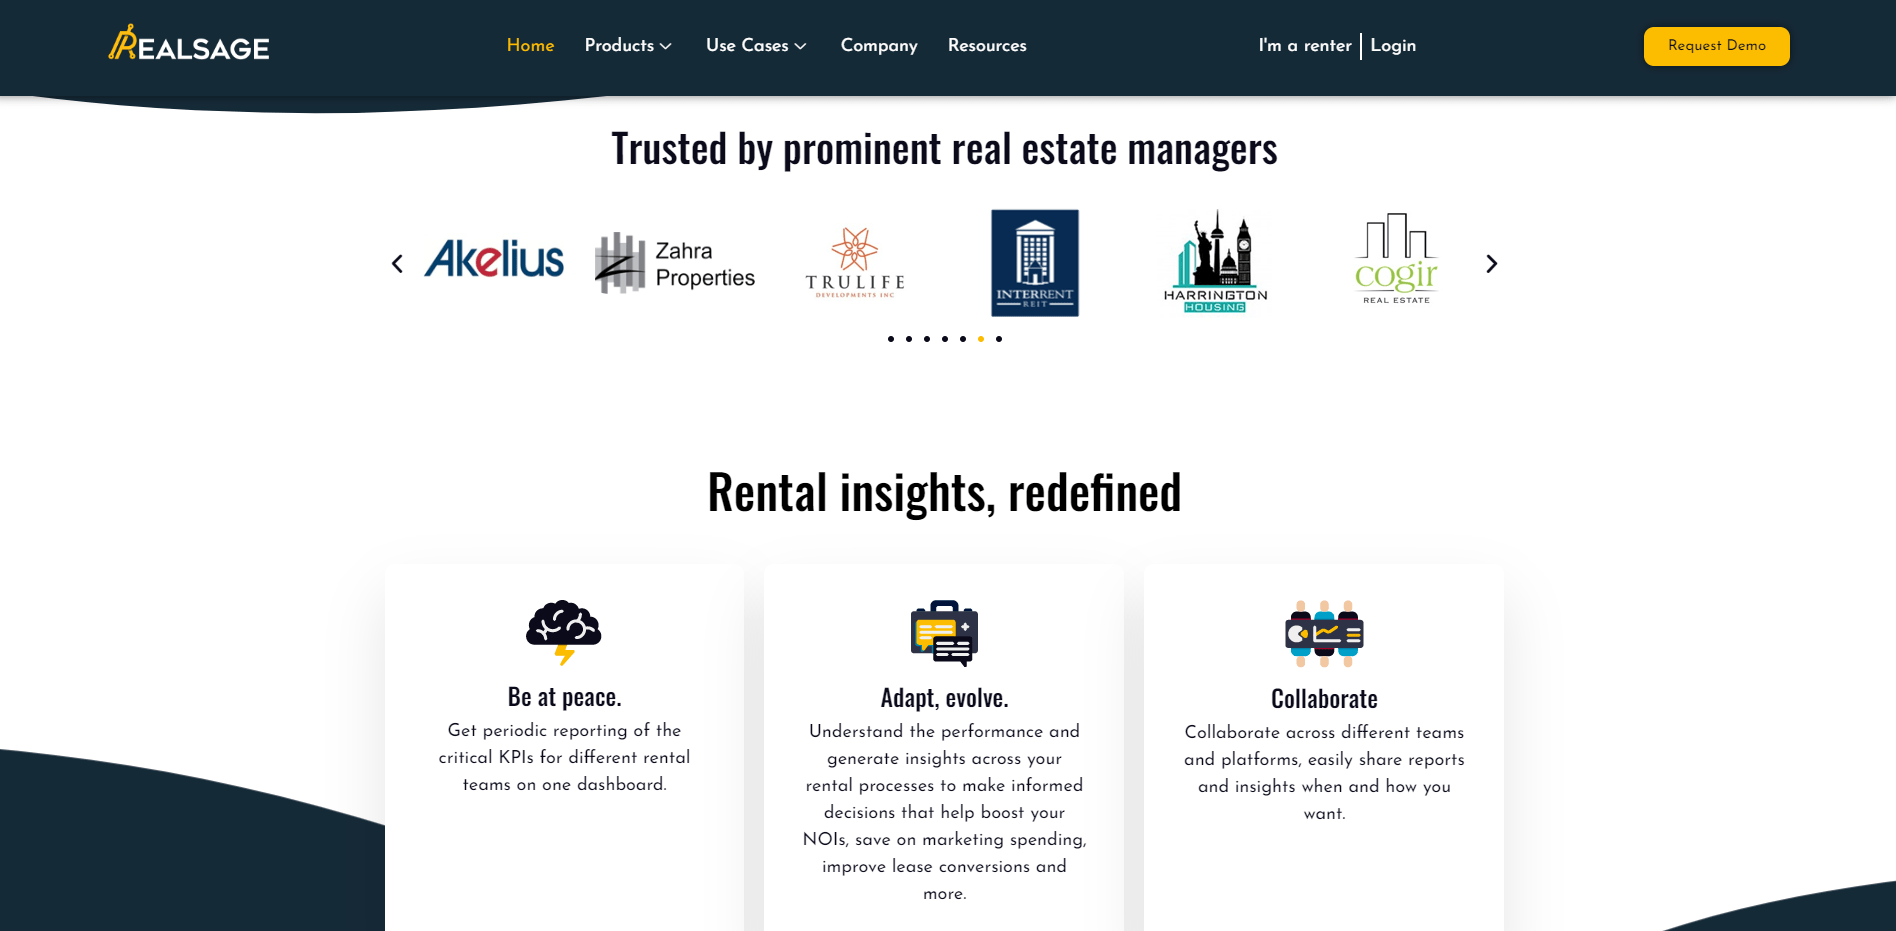 REALSAGE
Home Products Use Cases Company Resources I'm a renter Login Request Demo
Trusted by prominent real estate managers
Akelius
Zahra
Properties
TRULIFE
DEVELOPMENTS INC
INTERRENT
REIT
HARRINGTON
HOUSING
cogir
REAL ESTATE
Rental insights, redefined
Be at peace.
Get periodic reporting of the
critical KPIs for different rental
teams on one dashboard.
Adapt, evolve.
Understand the performance and
generate insights across your
rental processes to make informed
decisions that help boost your
NOIs, save on marketing spending,
improve lease conversions and
more.
Collaborate
Collaborate across different teams
and platforms, easily share reports
and insights when and how you
want.